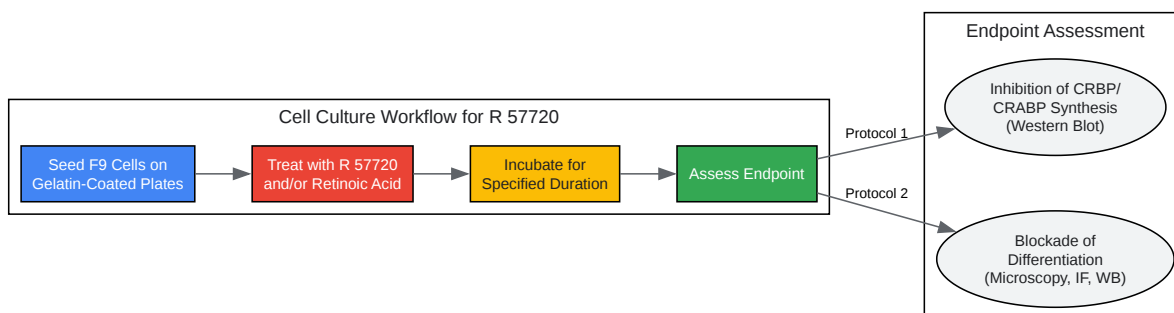 Endpoint Assessment
Inhibition of CRBP/
CRABP Synthesis
(Western Blot)
Cell Culture Workflow for R 57720
Protocol 1
Seed F9 Cells on
Gelatin-Coated Plates
Treat with R 57720
and/or Retinoic Acid
Incubate for
Specified Duration
Assess Endpoint
Protocol 2
Blockade of
Differentiation
(Microscopy, IF, WB)